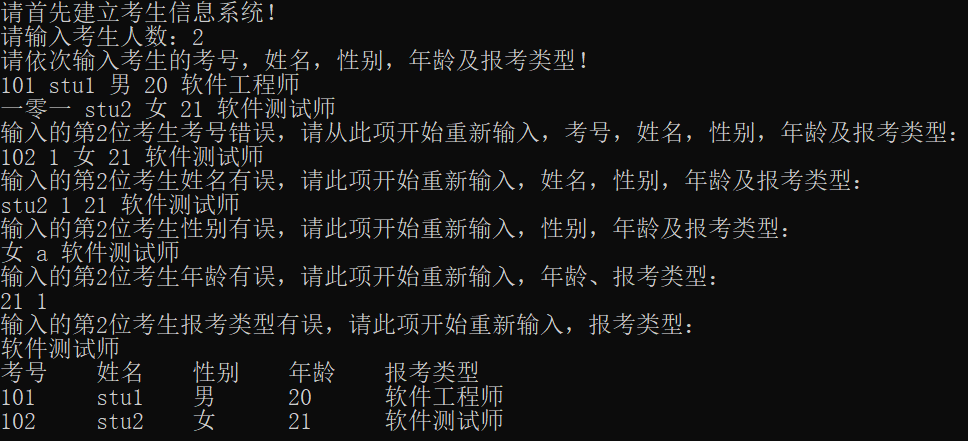 请首先建立考生信息系统！
请输入考生人数：2
请依次输入考生的考号，姓名，性别，年龄及报考类型！
101 stu1 男 20 软件工程师
一零一 stu2 女 21 软件测试师
输入的第2位考生考号错误，请从此项开始重新输入，考号，姓名，性别，年龄及报考类型：
102 1 女 21 软件测试师
输入的第2位考生姓名有误，请此项开始重新输入，姓名，性别，年龄及报考类型：
stu2 1 21 软件测试师
输入的第2位考生性别有误，请此项开始重新输入，性别，年龄及报考类型：
女 a 软件测试师
输入的第2位考生年龄有误，请此项开始重新输入，年龄、报考类型：
21 1
输入的第2位考生报考类型有误，请此项开始重新输入，报考类型：
软件测试师
考号 姓名 性别 年龄 报考类型
101 stu1 男 20 软件工程师
102 stu2 女 21 软件测试师